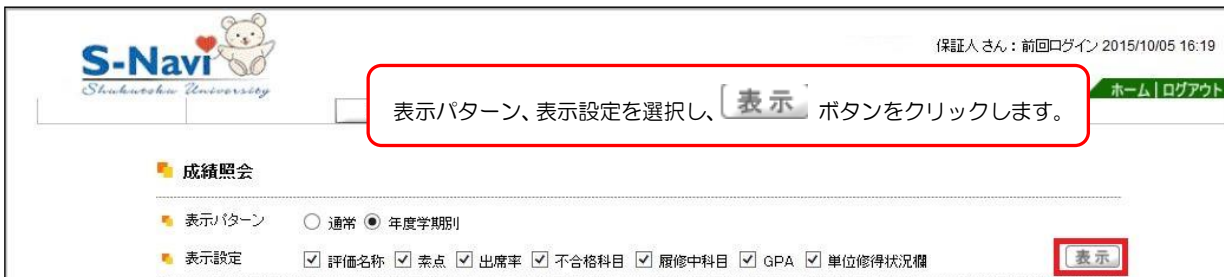 S-Navi
Shukutoku University
保証人 さん:前回ログイン 2015/10/05 16:19
ホーム | ログアウト
表示パターン、表示設定を選択し、 表示 ボタンをクリックします。
成績照会
表示パターン 通常 年度学期別
表示設定 評価名称 素点 出席率 不合格科目 履修中科目 GPA 単位修得状況欄 表示